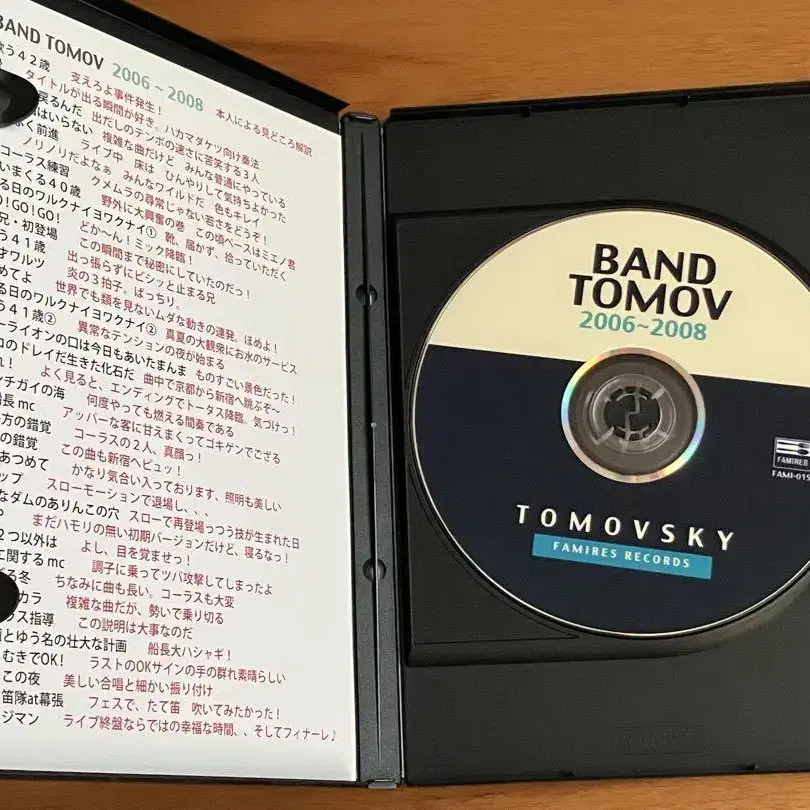 BAND TOMOV 2006～2008 本人による見どころ解説
歌う42歳 支えろよ事件発生！
タイトルが出る瞬間が好き。ハカマダケツ向け奏法
戻るんだ 出だしのテンポの速さに苦笑する3人
はいらない 複雑な曲だけど みんな普通にやっている
く前進 ライブ中 床は ひんやりして気持ちよかった
ノリノリだよなぁ みんなワイルドだ 色もキレイ
コーラス練習 クメムラの尋常じゃない若さをどうぞ！
いまくる40歳 野外に大興奮の巻 この頃ベースはミエノ君
る日のワルクナイヨワクナイ① 靴、届かず、拾っていただく
O!GO!GO! どか～ん！ミック降臨！
兄・初登場 この瞬間まで秘密にしていたのだっ！
う41歳 出っ張らずにビシッと止まる兄
才ワルツ 炎の3拍子。ばっちり。
めてよ 世界でも類を見ないムダな動きの連発。ほめよ！
る日のワルクナイヨワクナイ② 真夏の大観衆にお水のサービス
う41歳② 異常なテンションの夜が始まる
ーライオンの口は今日もあいたまんま ものすごい景色だった！
コのドレイだ生きた化石だ 曲中で京都から新宿へ跳ぶぞ～
れ！ よく見ると、エンディングでトータス降臨。気づけっ！
ンチガイの海 何度やっても燃える間奏である
船長mc アッパーな客に甘えまくってゴキゲンでござる
方の錯覚 コーラスの2人、真顔っ！
の錯覚 この曲も新宿へピュッ！
あつめて かなり気合い入っております、照明も美しい
ップ スローモーションで退場し、、、
なダムのありんこの穴 スローで再登場っつう技が生まれた日
まだハモリの無い初期バージョンだけど、寝るなっ！
2つ以外は よし、目を覚ませっ！
に関するmc 調子に乗ってツバ攻撃してしまったよ
る冬 ちなみに曲も長い。コーラスも大変
カラ 複雑な曲だが、勢いで乗り切る
ラス指導 この説明は大事なのだ
とゆう名の壮大な計画 船長大ハシャギ！
むきでOK! ラストのOKサインの手の群れ素晴らしい
この夜 美しい合唱と細かい振り付け
笛隊at幕張 フェスで、たて笛 吹いてみたかった！
ジマン ライブ終盤ならではの幸福な時間、、そしてフィナーレ♪
BAND
TOMOV
2006～2008
FAMIRES
FAMI-019
TOMOVSKY
FAMIRES RECORDS